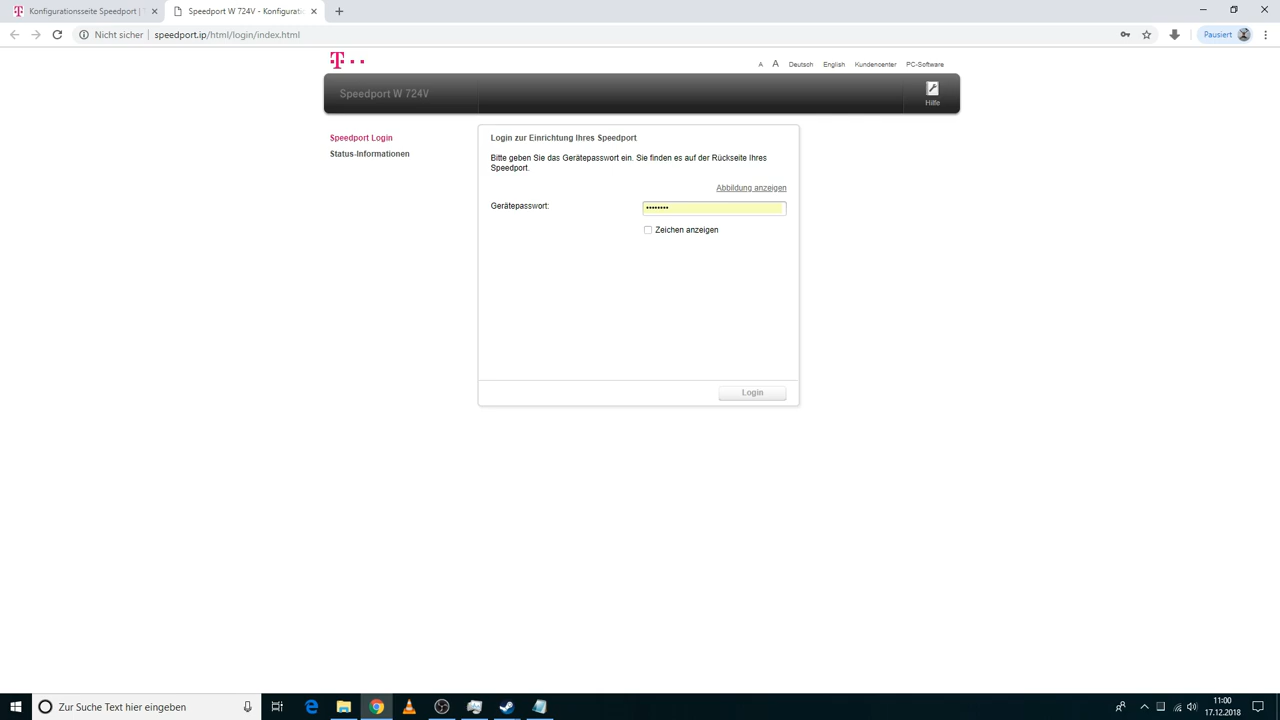 Konfigurationsseite Speedport | T
Speedport W 724V - Konfiguratio
Nicht sicher | speedport.ip/html/login/index.html
Pausiert
T
A A Deutsch English Kundencenter PC-Software
Speedport W 724V
Hilfe
Speedport Login
Status-Informationen
Login zur Einrichtung Ihres Speedport
Bitte geben Sie das Gerätepasswort ein. Sie finden es auf der Rückseite Ihres
Speedport.
Abbildung anzeigen
Gerätepasswort:
••••••••
Zeichen anzeigen
Login
Zur Suche Text hier eingeben
11:00
17.12.2018